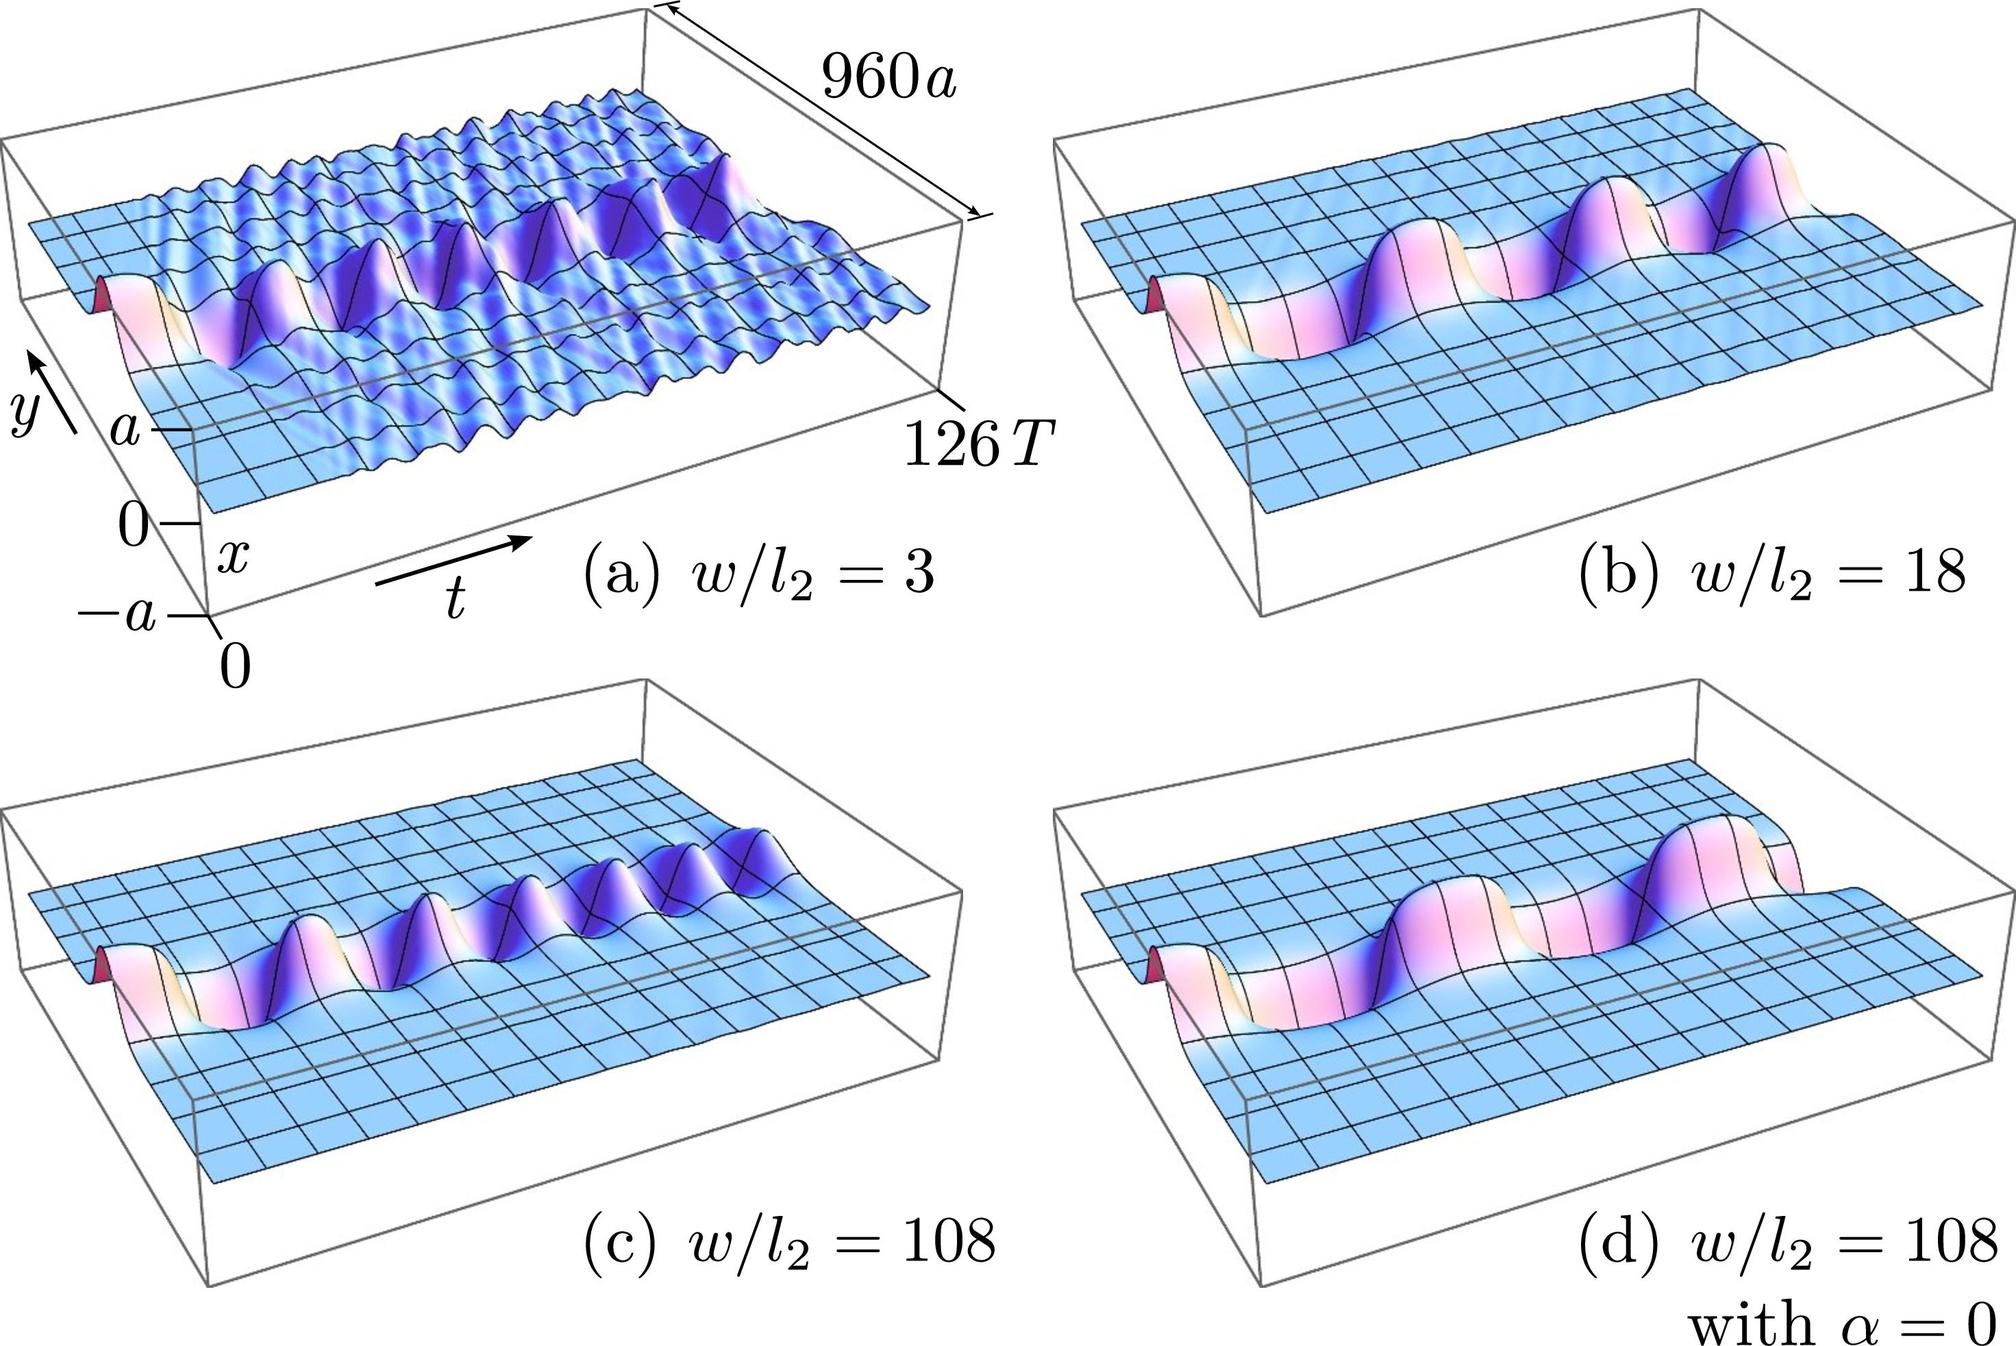 960a
y
a
0
x
−a
0
t
126 T
(a) w/l₂ = 3
(b) w/l₂ = 18
(c) w/l₂ = 108
(d) w/l₂ = 108
with α = 0